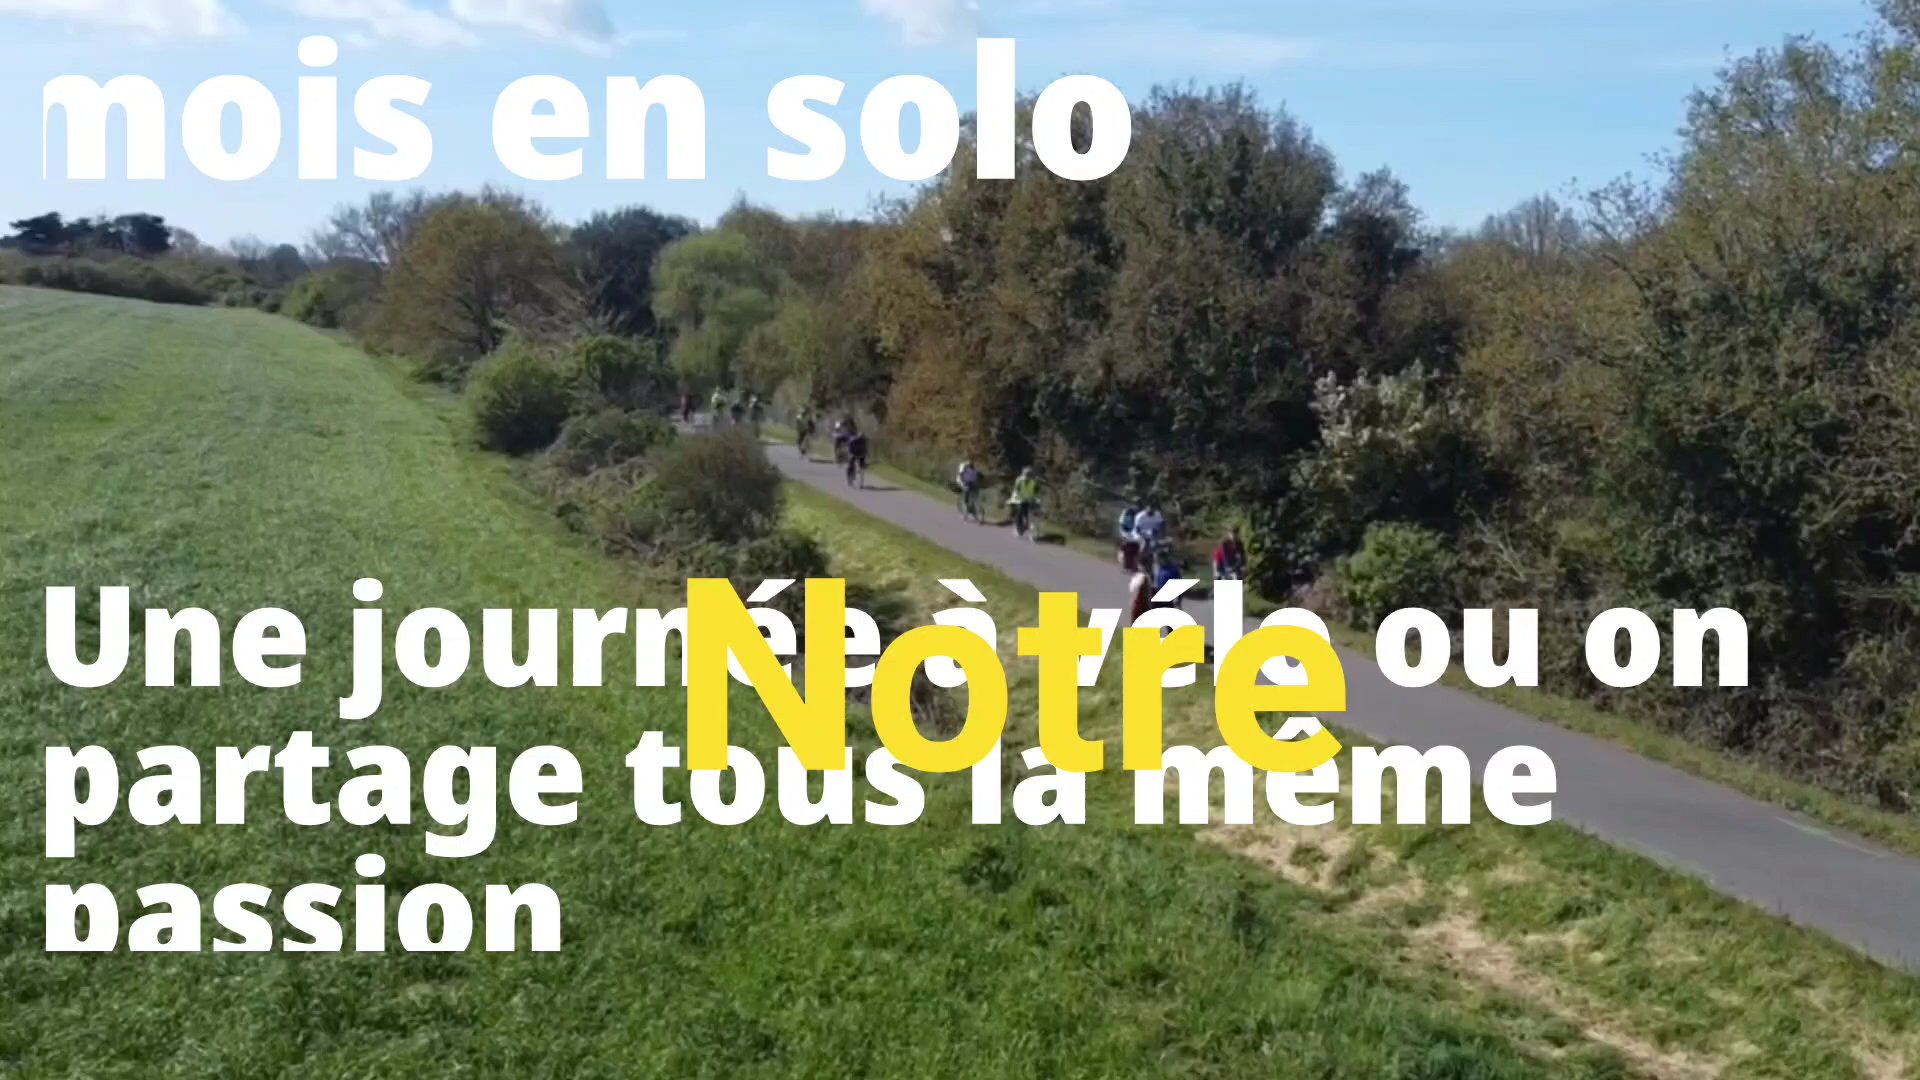 mois en solo
Une journée à vélo ou on
Notre
partage tous la même
passion